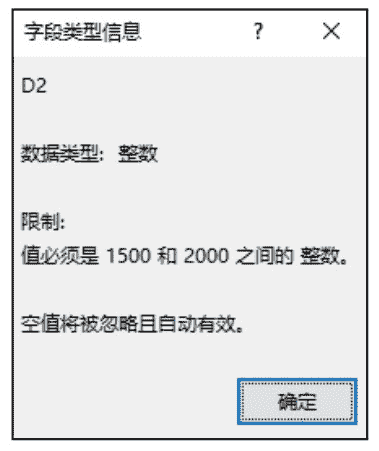 字段类型信息 ? ×
D2
数据类型: 整数
限制:
值必须是 1500 和 2000 之间的 整数。
空值将被忽略且自动有效。
确定